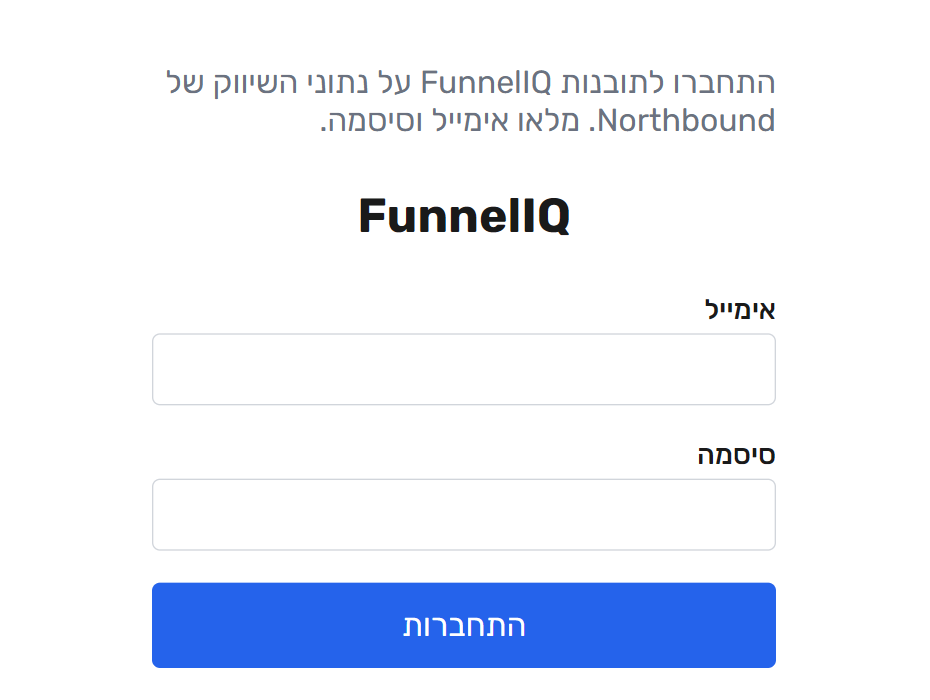 התחברו לתובנות FunnelIQ על נתוני השיווק של
Northbound. מלאו אימייל וסיסמה.
FunnelIQ
אימייל
סיסמה
התחברות